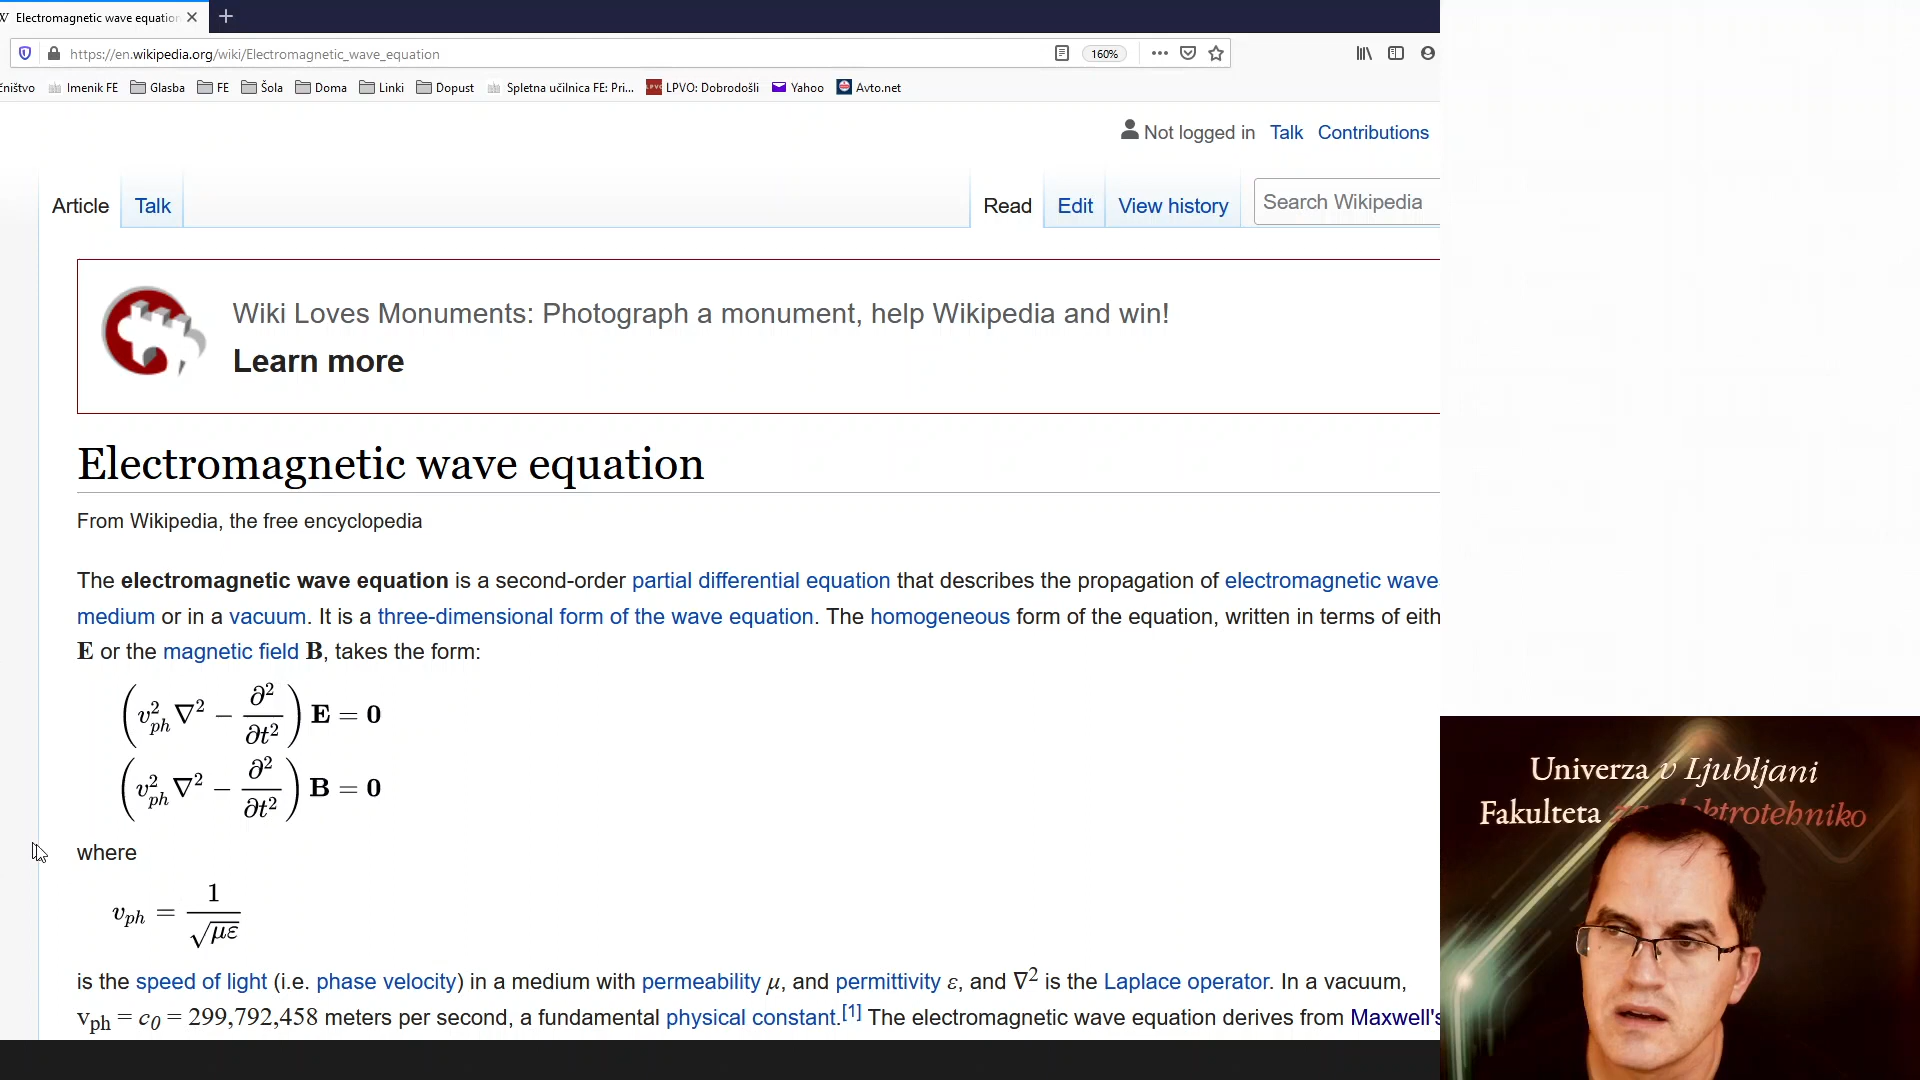 Electromagnetic wave equation
https://en.wikipedia.org/wiki/Electromagnetic_wave_equation 160%
Imenik FE Glasba FE Šola Doma Linki Dopust Spletna učilnica FE: Pri... LPVO: Dobrodošli Yahoo Avto.net
Not logged in Talk Contributions
Article Talk Read Edit View history Search Wikipedia
Wiki Loves Monuments: Photograph a monument, help Wikipedia and win!
Learn more
Electromagnetic wave equation
From Wikipedia, the free encyclopedia
The electromagnetic wave equation is a second-order partial differential equation that describes the propagation of electromagnetic wave
medium or in a vacuum. It is a three-dimensional form of the wave equation. The homogeneous form of the equation, written in terms of eith
E or the magnetic field B, takes the form:
(v²ph ∇² − ∂²/∂t²) E = 0
(v²ph ∇² − ∂²/∂t²) B = 0
where
vph = 1/√με
is the speed of light (i.e. phase velocity) in a medium with permeability μ, and permittivity ε, and ∇² is the Laplace operator. In a vacuum,
vph = c0 = 299,792,458 meters per second, a fundamental physical constant.[1] The electromagnetic wave equation derives from Maxwell's
Univerza v Ljubljani
Fakulteta